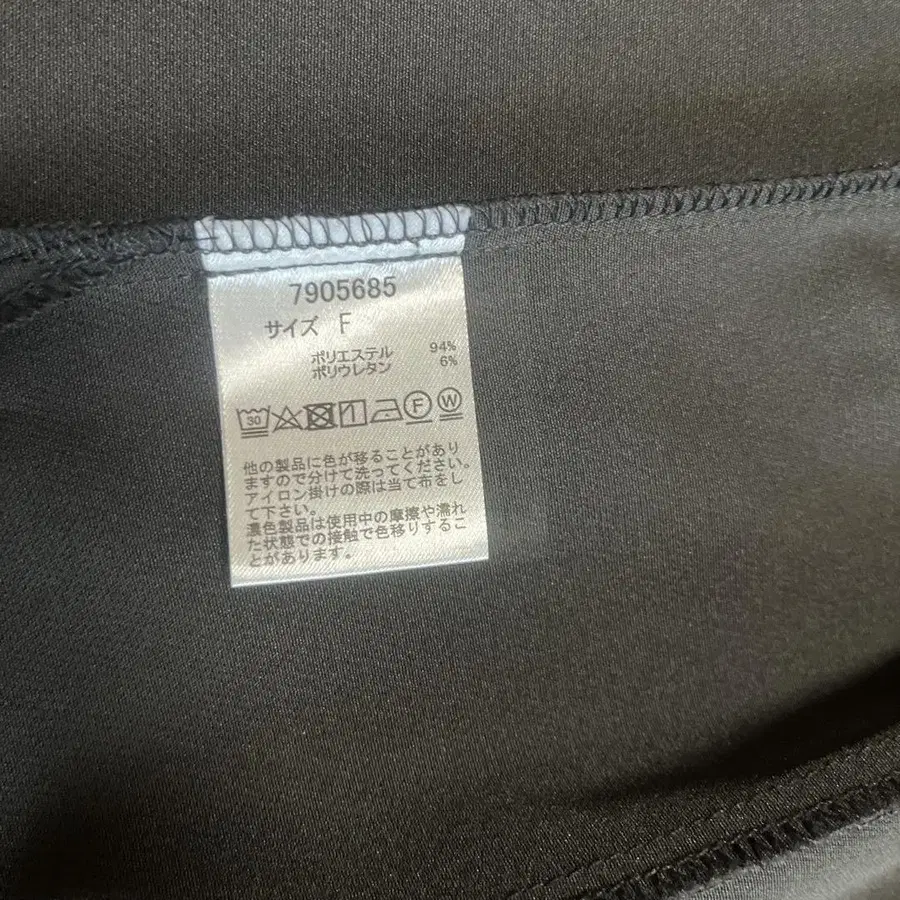 7905685
サイズ F
ポリエステル 94%
ポリウレタン 6%
30 F W
他の製品に色が移ることがあり
ますので分けて洗ってください。
アイロン掛けの際は当て布をし
て下さい。
濃色製品は使用中の摩擦や濡れ
た状態での接触で色移りするこ
とがあります。